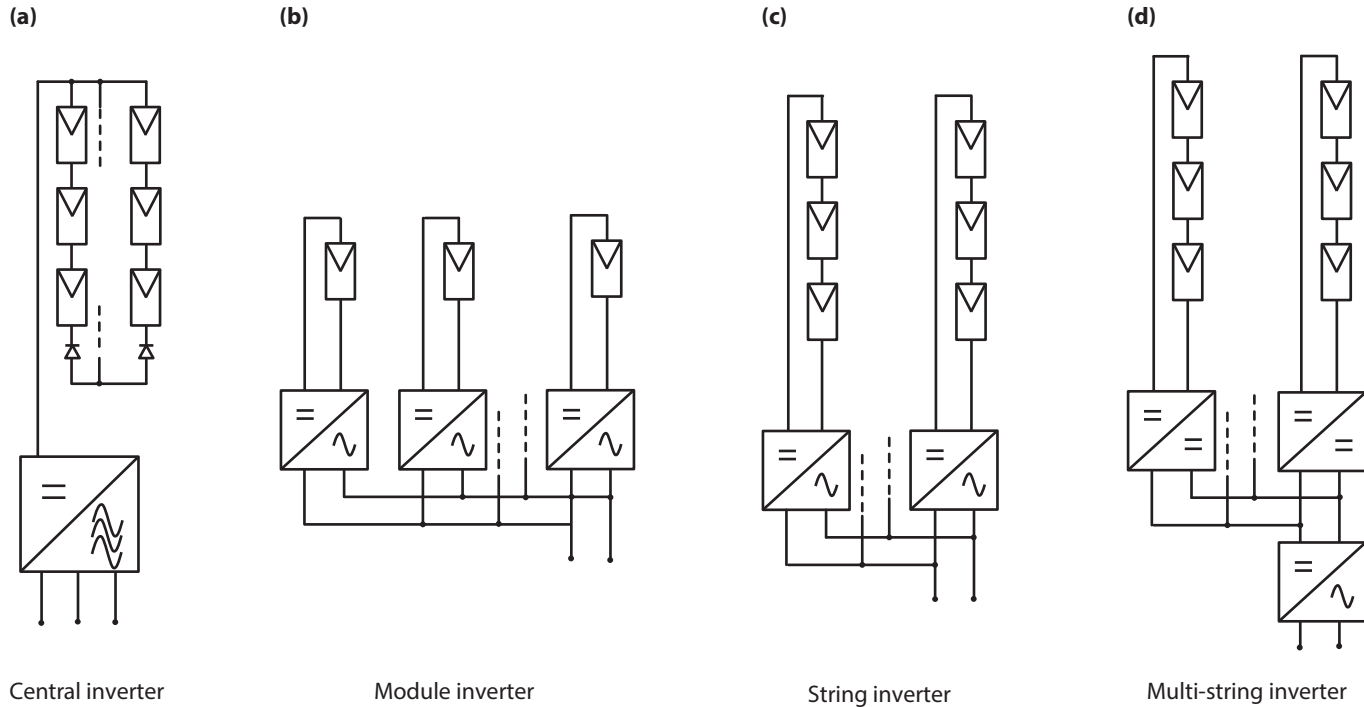 (a)
(b)
(c)
(d)
Central inverter
Module inverter
String inverter
Multi-string inverter